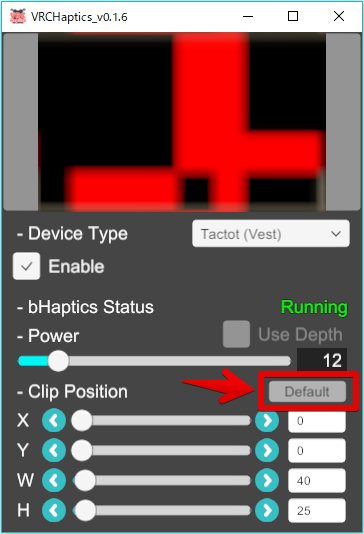 VRCHaptics_v0.1.6
- Device Type Tactot (Vest)
Enable
- bHaptics Status Running
- Power Use Depth
12
- Clip Position Default
X 0
Y 0
W 40
H 25